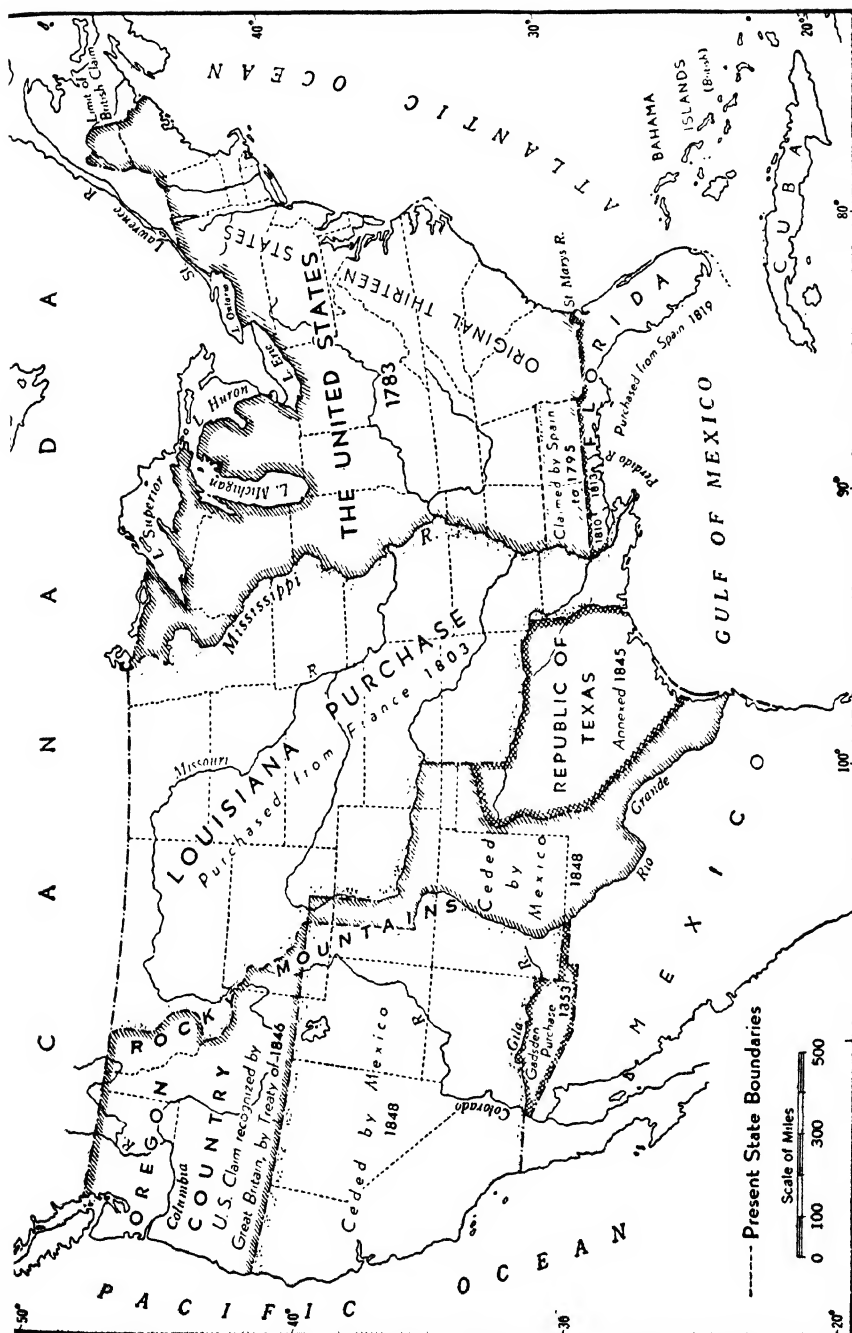 C A N A D A
PACIFIC OCEAN
ATLANTIC OCEAN
GULF OF MEXICO
MEXICO
OREGON
COUNTRY
U.S. Claim recognized by
Great Britain, by Treaty of 1846
Columbia
R.
ROCKY
MOUNTAINS
LOUISIANA PURCHASE
Purchased from France 1803
Missouri
R.
Mississippi
R.
L. Superior
L. Michigan
L. Huron
L. Erie
L. Ontario
St. Lawrence R.
Limit of
British Claim
THE UNITED STATES
1783
ORIGINAL THIRTEEN STATES
Ceded by Mexico
1848
Colorado
R.
Gila R.
Gadsden
Purchase
1353
Ceded
by
Mexico
1848
Rio Grande
REPUBLIC OF
TEXAS
Annexed 1845
Claimed by Spain
to 1795
1810
1813
Perdido R
St Marys R.
FLORIDA
Purchased from Spain 1819
BAHAMA
ISLANDS
(British)
CUBA
50°
40°
30°
20°
40°
30°
20°
100°
90°
80°
Present State Boundaries
Scale of Miles
0 100 300 500